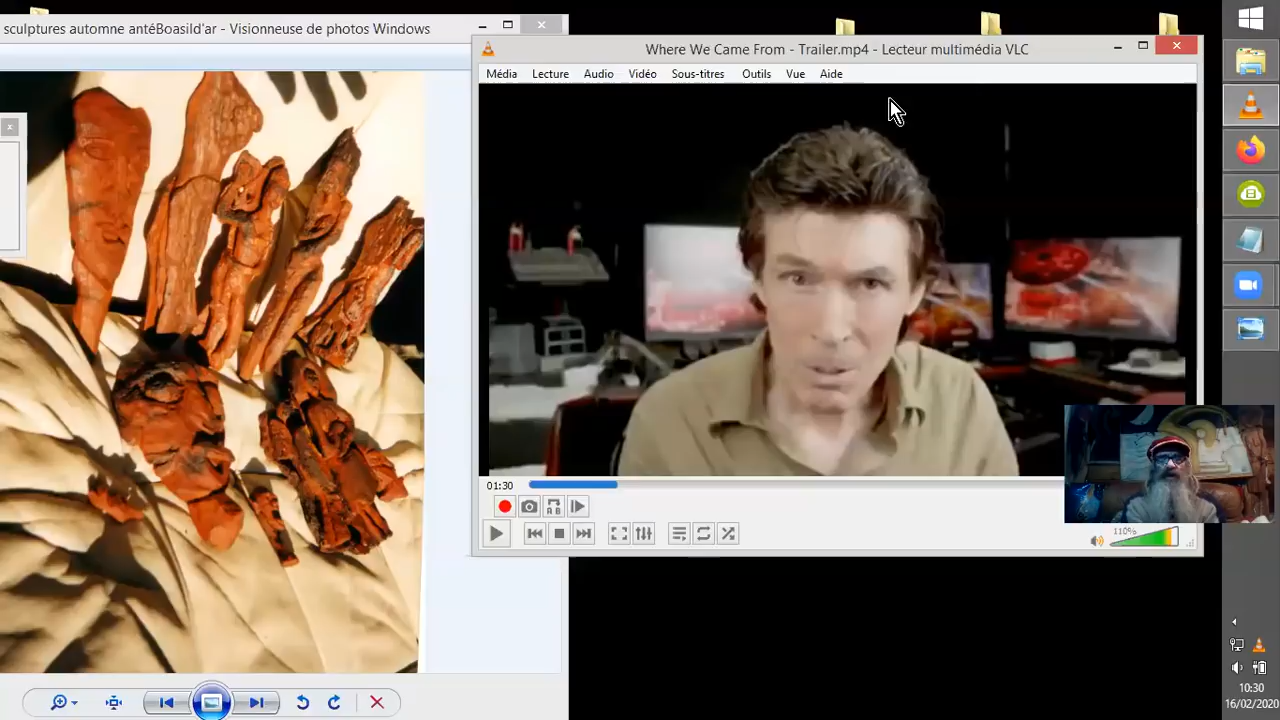 sculptures automne antéBoasild'ar - Visionneuse de photos Windows
Where We Came From - Trailer.mp4 - Lecteur multimédia VLC
Média Lecture Audio Vidéo Sous-titres Outils Vue Aide
01:30
110%
10:30
16/02/2020